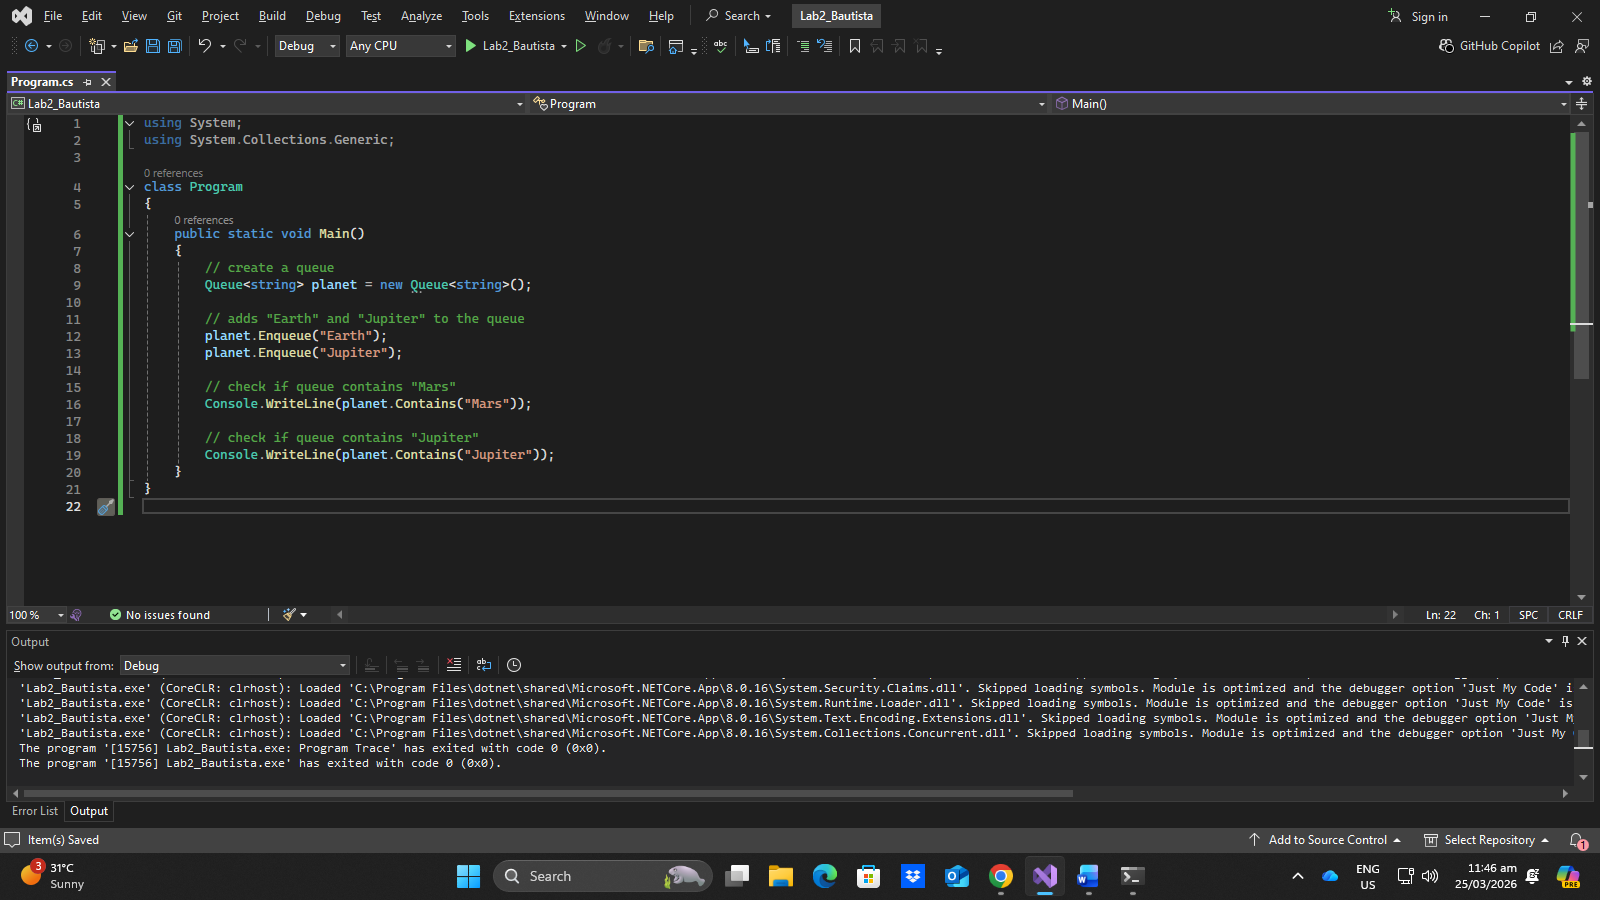 File Edit View Git Project Build Debug Test Analyze Tools Extensions Window Help Search Lab2_Bautista Sign in
Debug Any CPU Lab2_Bautista GitHub Copilot
Program.cs
C# Lab2_Bautista Program Main()
1 using System;
2 using System.Collections.Generic;
3
0 references
4 class Program
5 {
0 references
6 public static void Main()
7 {
8 // create a queue
9 Queue<string> planet = new Queue<string>();
10
11 // adds "Earth" and "Jupiter" to the queue
12 planet.Enqueue("Earth");
13 planet.Enqueue("Jupiter");
14
15 // check if queue contains "Mars"
16 Console.WriteLine(planet.Contains("Mars"));
17
18 // check if queue contains "Jupiter"
19 Console.WriteLine(planet.Contains("Jupiter"));
20 }
21 }
22
100 % No issues found Ln: 22 Ch: 1 SPC CRLF
Output
Show output from: Debug
'Lab2_Bautista.exe' (CoreCLR: clrhost): Loaded 'C:\Program Files\dotnet\shared\Microsoft.NETCore.App\8.0.16\System.Security.Claims.dll'. Skipped loading symbols. Module is optimized and the debugger option 'Just My Code' i
'Lab2_Bautista.exe' (CoreCLR: clrhost): Loaded 'C:\Program Files\dotnet\shared\Microsoft.NETCore.App\8.0.16\System.Runtime.Loader.dll'. Skipped loading symbols. Module is optimized and the debugger option 'Just My Code' is
'Lab2_Bautista.exe' (CoreCLR: clrhost): Loaded 'C:\Program Files\dotnet\shared\Microsoft.NETCore.App\8.0.16\System.Text.Encoding.Extensions.dll'. Skipped loading symbols. Module is optimized and the debugger option 'Just M
'Lab2_Bautista.exe' (CoreCLR: clrhost): Loaded 'C:\Program Files\dotnet\shared\Microsoft.NETCore.App\8.0.16\System.Collections.Concurrent.dll'. Skipped loading symbols. Module is optimized and the debugger option 'Just My
The program '[15756] Lab2_Bautista.exe: Program Trace' has exited with code 0 (0x0).
The program '[15756] Lab2_Bautista.exe' has exited with code 0 (0x0).
Error List Output
Item(s) Saved Add to Source Control Select Repository 1
3 31°C
Sunny
Search
ENG
US
11:46 am
25/03/2026
PRE